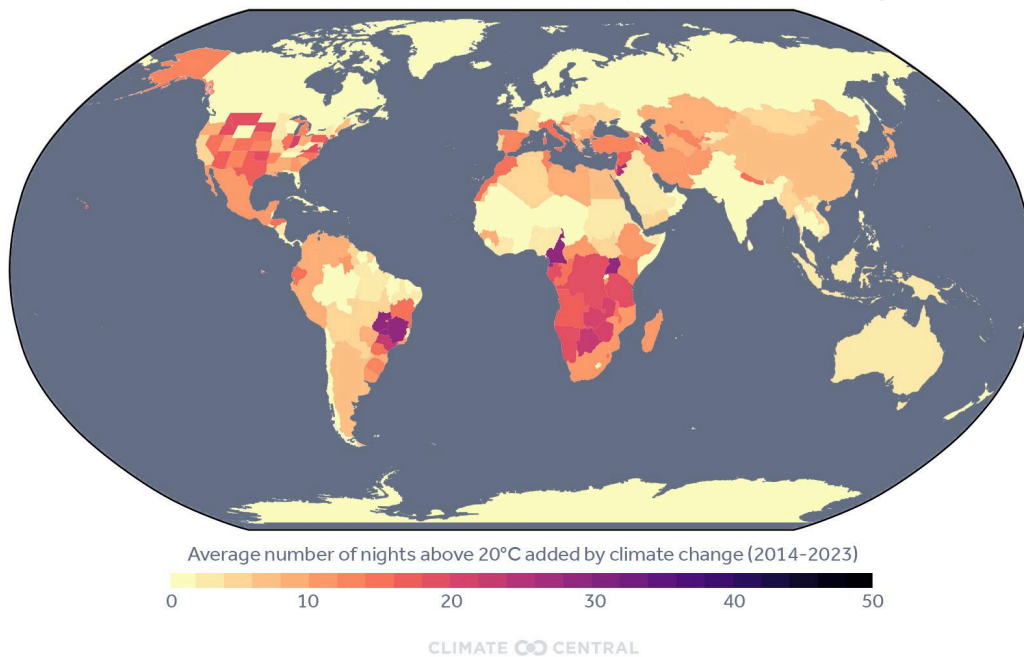 Average number of nights above 20°C added by climate change (2014-2023)
0 10 20 30 40 50
CLIMATE CENTRAL